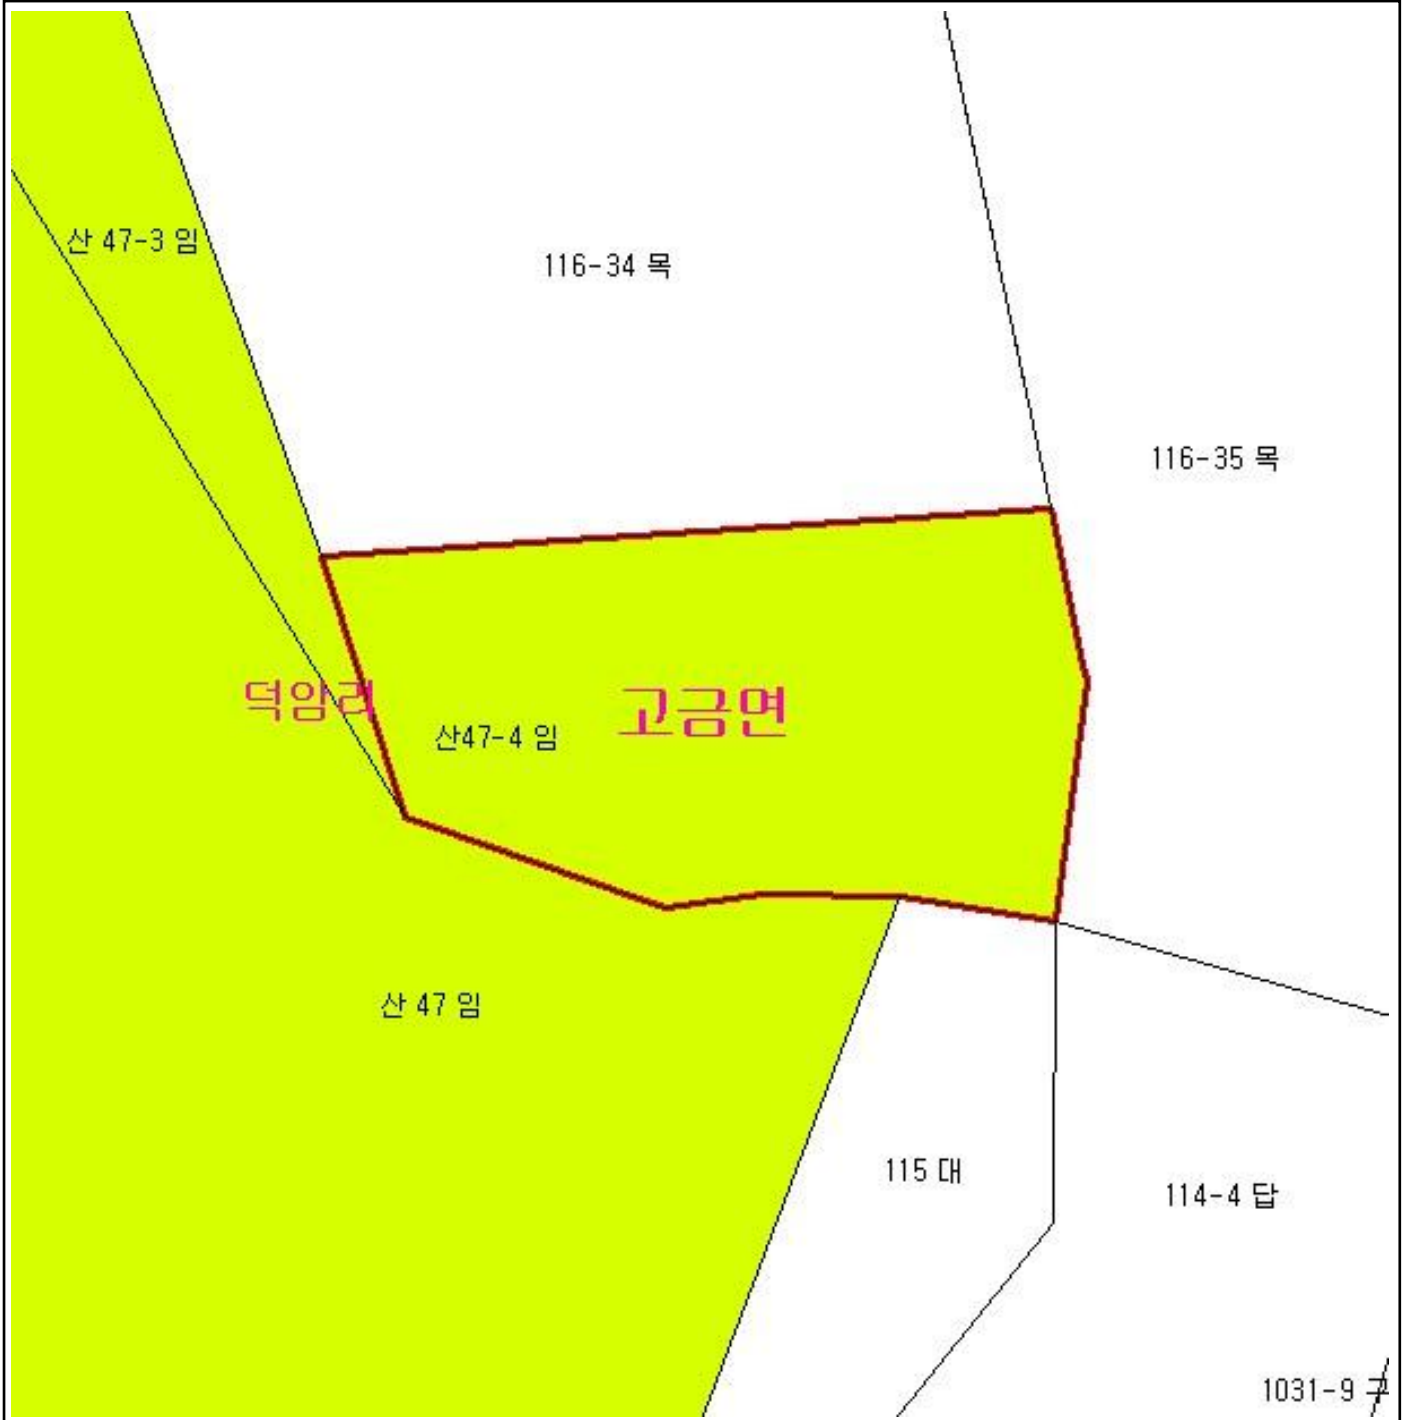 산 47-3 임
116-34 목
116-35 목
덕암리
고금면
산47-4 임
산 47 임
115 대
114-4 답
1031-9 구